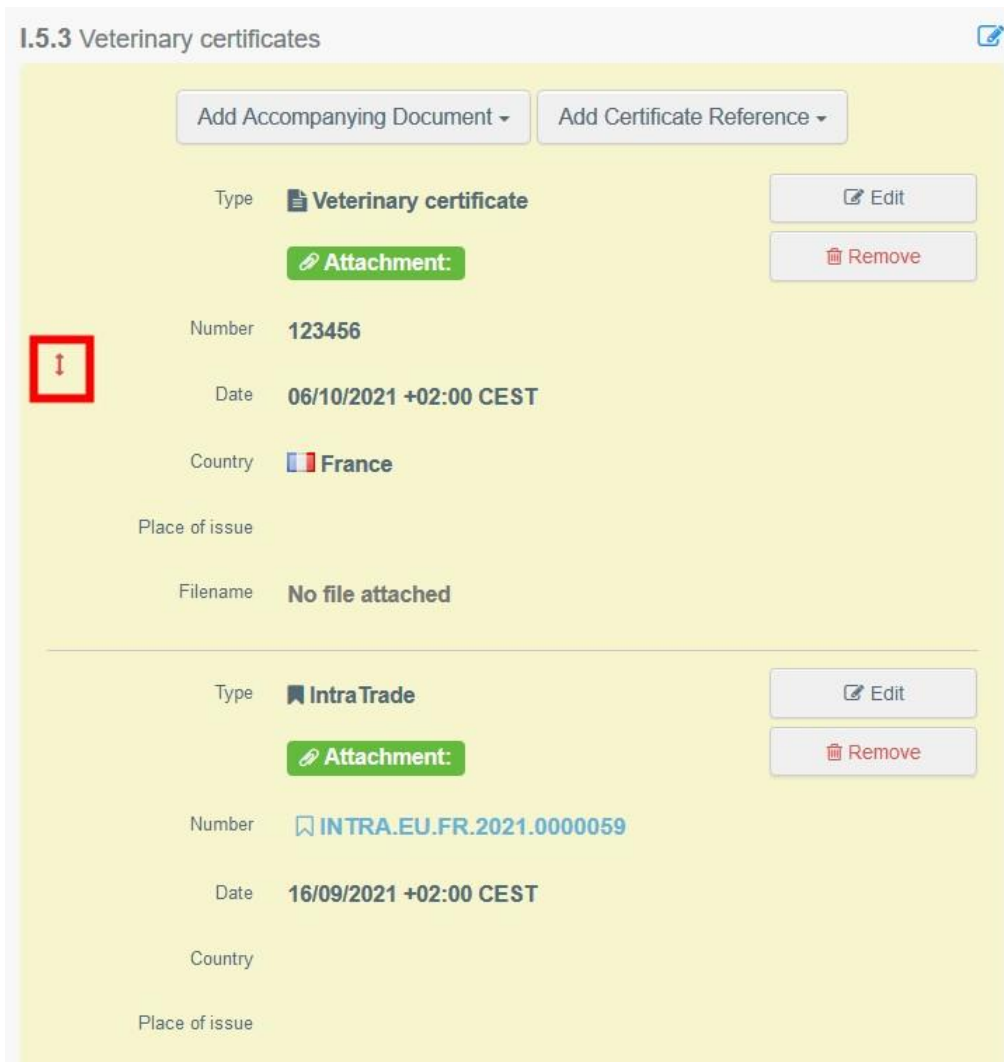 I.5.3 Veterinary certificates
Add Accompanying Document Add Certificate Reference
Type Veterinary certificate Edit
Attachment: Remove
Number 123456
Date 06/10/2021 +02:00 CEST
Country France
Place of issue
Filename No file attached
Type IntraTrade Edit
Attachment: Remove
Number INTRA.EU.FR.2021.0000059
Date 16/09/2021 +02:00 CEST
Country
Place of issue